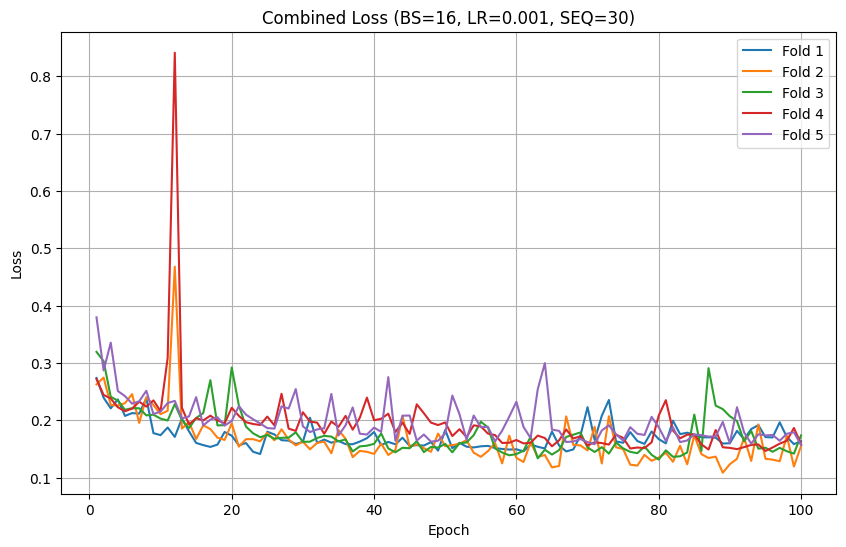 Combined Loss (BS=16, LR=0.001, SEQ=30)
Fold 1
Fold 2
Fold 3
Fold 4
Fold 5
Loss
0.8
0.7
0.6
0.5
0.4
0.3
0.2
0.1
0 20 40 60 80 100
Epoch